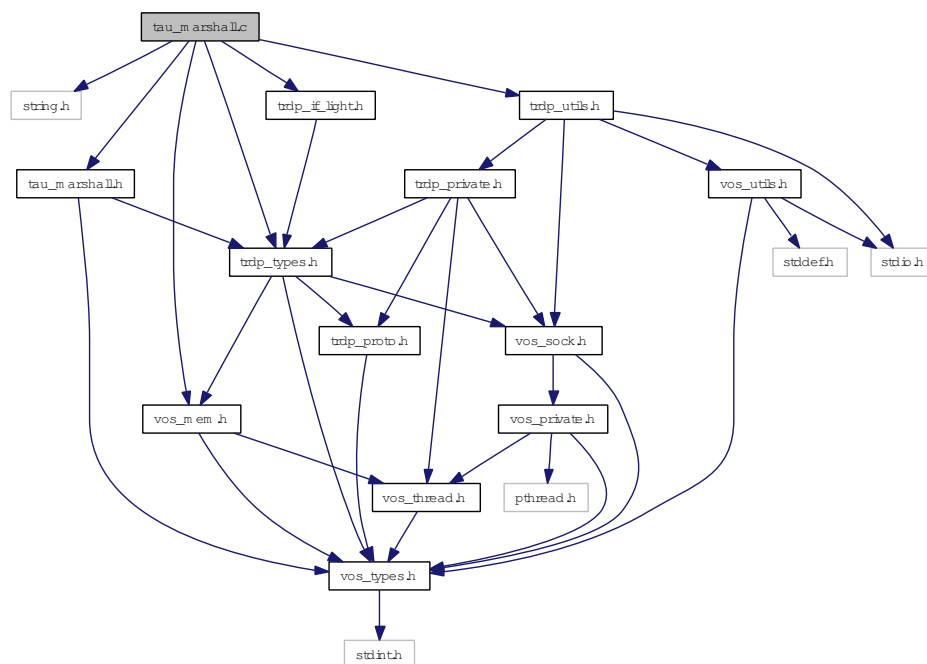 tau_marshall.c
string.h
trdp_if_light.h
trdp_utils.h
tau_marshall.h
trdp_private.h
vos_utils.h
trdp_types.h
stddef.h
stdio.h
trdp_proto.h
vos_sock.h
vos_mem.h
vos_private.h
vos_thread.h
pthread.h
vos_types.h
stdint.h